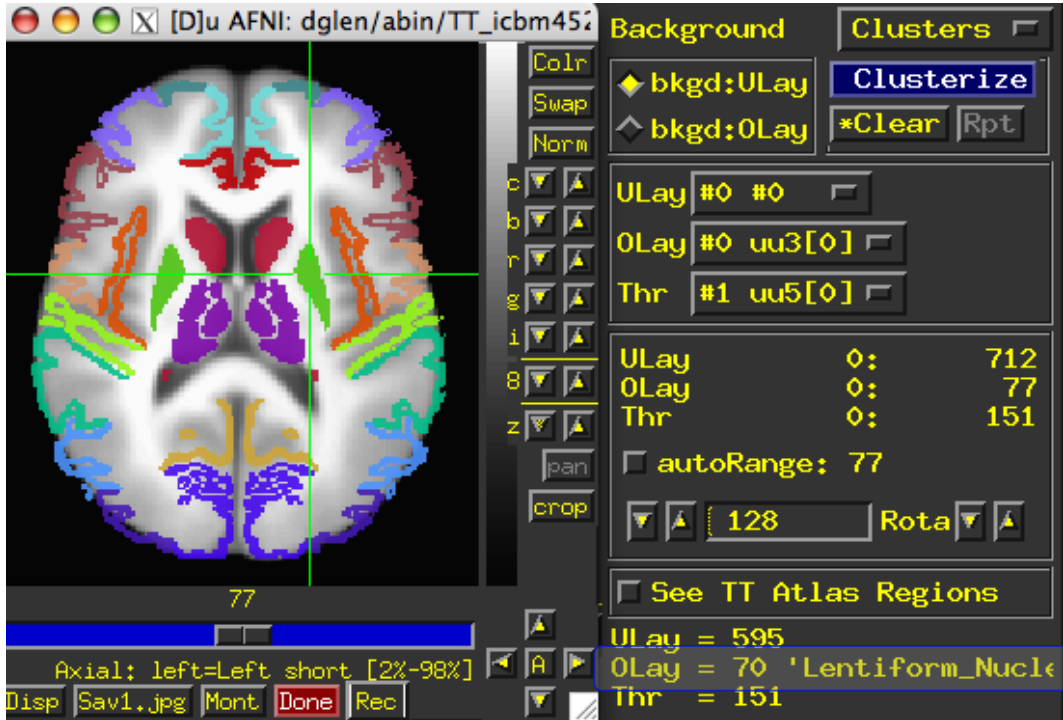 [D]u AFNI: dglen/abin/TT_icbm452
Colr
Swap
Norm
c
b
r
g
i
8
z
pan
crop
77
Axial: left=Left short [2%-98%]
A
Disp Sav1.jpg Mont Done Rec
Background Clusters
bkgd:ULay Clusterize
bkgd:OLay *Clear Rpt
ULay #0 #0
OLay #0 uu3[0]
Thr #1 uu5[0]
ULay 0: 712
OLay 0: 77
Thr 0: 151
autoRange: 77
128 Rota
See TT Atlas Regions
ULay = 595
OLay = 70 'Lentiform_Nucle
Thr = 151